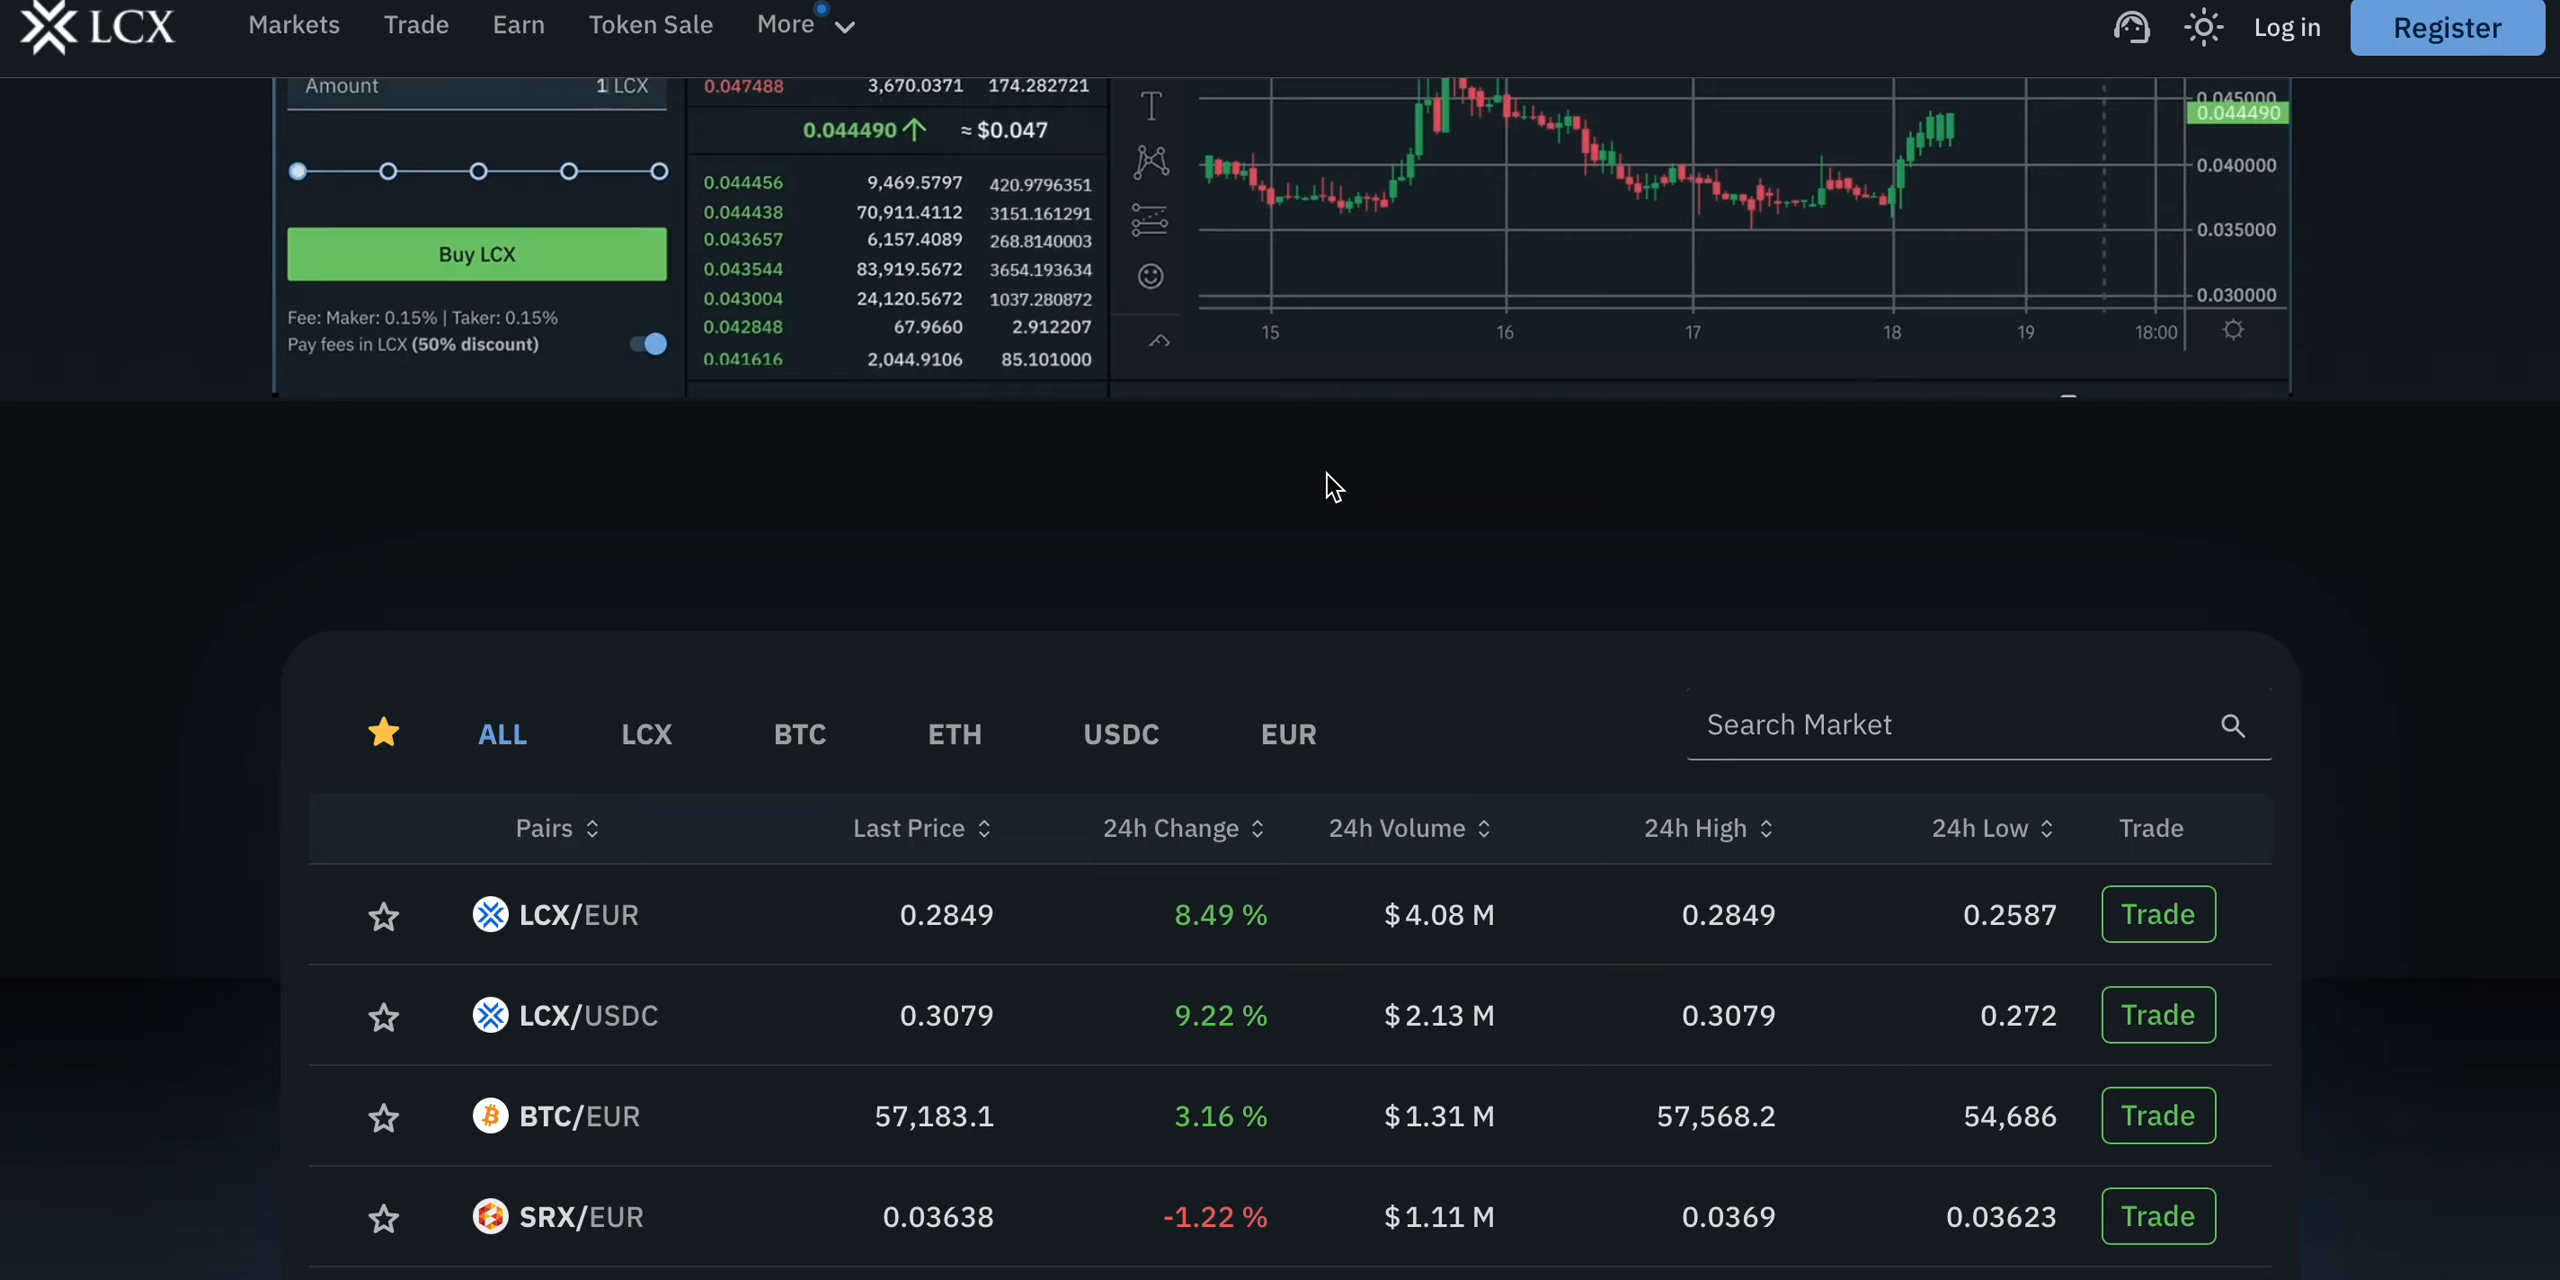 LCX Markets Trade Earn Token Sale More Log in Register
Amount 1 LCX
0.047488 3,670.0371 174.282721
0.044490 ≈ $0.047
0.044456 9,469.5797 420.9796351
0.044438 70,911.4112 3151.161291
0.043657 6,157.4089 268.8140003
0.043544 83,919.5672 3654.193634
0.043004 24,120.5672 1037.280872
0.042848 67.9660 2.912207
0.041616 2,044.9106 85.101000
Buy LCX
Fee: Maker: 0.15% | Taker: 0.15%
Pay fees in LCX (50% discount)
0.045000
0.044490
0.040000
0.035000
0.030000
15 16 17 18 19 18:00
ALL LCX BTC ETH USDC EUR Search Market
Pairs Last Price 24h Change 24h Volume 24h High 24h Low Trade
LCX/EUR 0.2849 8.49 % $4.08 M 0.2849 0.2587 Trade
LCX/USDC 0.3079 9.22 % $2.13 M 0.3079 0.272 Trade
BTC/EUR 57,183.1 3.16 % $1.31 M 57,568.2 54,686 Trade
SRX/EUR 0.03638 -1.22 % $1.11 M 0.0369 0.03623 Trade